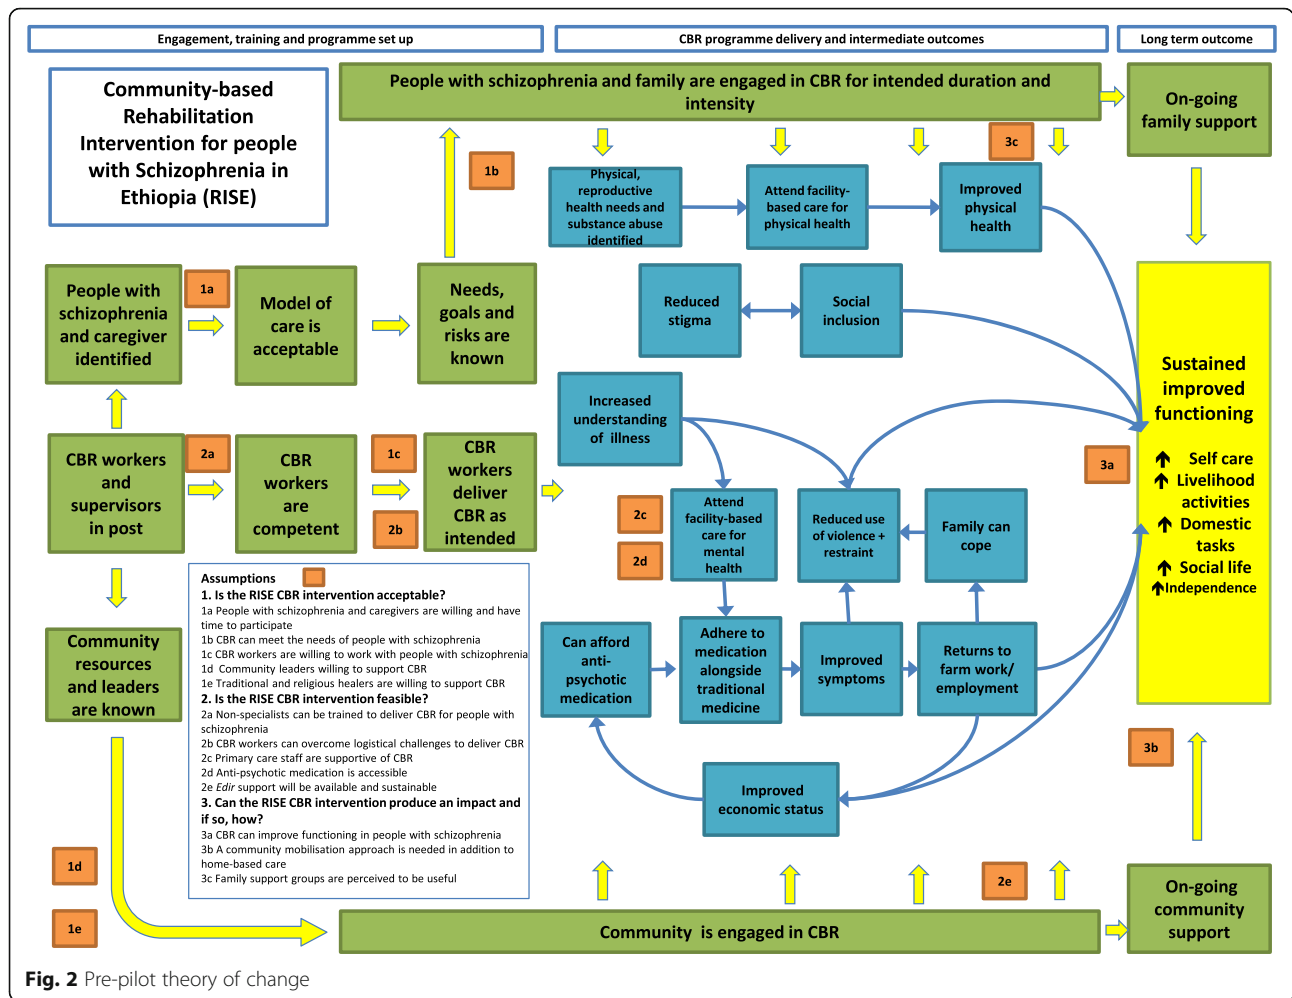 Engagement, training and programme set up
CBR programme delivery and intermediate outcomes
Long term outcome
Community-based
Rehabilitation
Intervention for people
with Schizophrenia in
Ethiopia (RISE)
People with schizophrenia and family are engaged in CBR for intended duration and
intensity
On-going
family support
1b
3c
Physical,
reproductive
health needs and
substance abuse
identified
Attend facility-
based care for
physical health
Improved
physical
health
People with
schizophrenia
and caregiver
identified
1a
Model of
care is
acceptable
Needs,
goals and
risks are
known
Reduced
stigma
Social
inclusion
Sustained
improved
functioning
Self care
Livelihood
activities
Domestic
tasks
Social life
Independence
3a
Increased
understanding
of illness
CBR workers
and
supervisors
in post
2a
CBR
workers
are
competent
1c
2b
CBR
workers
deliver
CBR as
intended
2c
2d
Attend
facility-based
care for
mental
health
Reduced use
of violence +
restraint
Family can
cope
Community
resources
and leaders
are known
Assumptions
1. Is the RISE CBR intervention acceptable?
1a People with schizophrenia and caregivers are willing and have
time to participate
1b CBR can meet the needs of people with schizophrenia
1c CBR workers are willing to work with people with schizophrenia
1d  Community leaders willing to support CBR
1e Traditional and religious healers are willing to support CBR
2. Is the RISE CBR intervention feasible?
2a Non-specialists can be trained to deliver CBR for people with
schizophrenia
2b CBR workers can overcome logistical challenges to deliver CBR
2c Primary care staff are supportive of CBR
2d Anti-psychotic medication is accessible
2e Edir support will be available and sustainable
3. Can the RISE CBR intervention produce an impact and
if so, how?
3a CBR can improve functioning in people with schizophrenia
3b A community mobilisation approach is needed in addition to
home-based care
3c Family support groups are perceived to be useful
Can afford
anti-
psychotic
medication
Adhere to
medication
alongside
traditional
medicine
Improved
symptoms
Returns to
farm work/
employment
3b
Improved
economic status
1d
1e
2e
Community  is engaged in CBR
On-going
community
support
Fig. 2 Pre-pilot theory of change